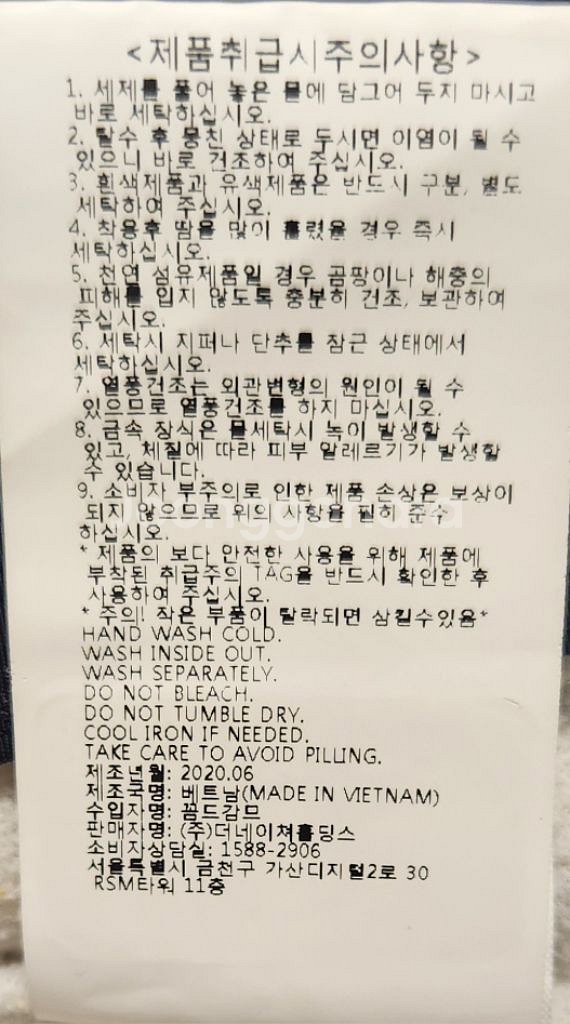 <제품취급시주의사항>
1. 세제를 풀어 놓은 물에 담그어 두지 마시고
바로 세탁하십시오.
2. 탈수 후 뭉친 상태로 두시면 이염이 될 수
있으니 바로 건조하여 주십시오.
3. 흰색제품과 유색제품은 반드시 구분, 별도
세탁하여 주십시오.
4. 착용후 땀을 많이 흘렸을 경우 즉시
세탁하십시오.
5. 천연 섬유제품일 경우 곰팡이나 해충의
피해를 입지 않도록 충분히 건조, 보관하여
주십시오.
6. 세탁시 지퍼나 단추를 잠근 상태에서
세탁하십시오.
7. 열풍건조는 외관변형의 원인이 될 수
있으므로 열풍건조를 하지 마십시오.
8. 금속 장식은 물세탁시 녹이 발생할 수
있고, 체질에 따라 피부 알레르기가 발생할
수 있습니다.
9. 소비자 부주의로 인한 제품 손상은 보상이
되지 않으므로 위의 사항을 필히 준수
하십시오.
* 제품의 보다 안전한 사용을 위해 제품에
부착된 취급주의 TAG을 반드시 확인한 후
사용하여 주십시오.
* 주의! 작은 부품이 탈락되면 삼킬수있음*
HAND WASH COLD.
WASH INSIDE OUT.
WASH SEPARATELY.
DO NOT BLEACH.
DO NOT TUMBLE DRY.
COOL IRON IF NEEDED.
TAKE CARE TO AVOID PILLING.
제조년월: 2020.06
제조국명: 베트남(MADE IN VIETNAM)
수입자명: 꼼드감므
판매자명: (주)더네이쳐홀딩스
소비자상담실: 1588-2906
서울특별시 금천구 가산디지털2로 30
RSM타워 11층